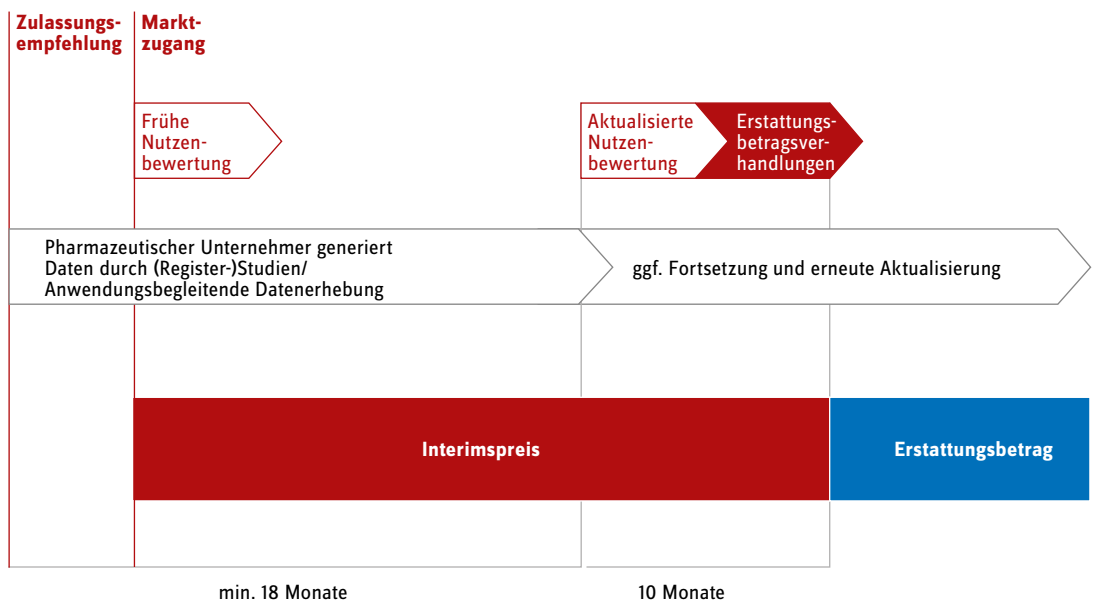 Zulassungs-
empfehlung
Markt-
zugang
Frühe
Nutzen-
bewertung
Aktualisierte
Nutzen-
bewertung
Erstattungs-
betragsver-
handlungen
Pharmazeutischer Unternehmer generiert
Daten durch (Register-)Studien/
Anwendungsbegleitende Datenerhebung
ggf. Fortsetzung und erneute Aktualisierung
Interimspreis
Erstattungsbetrag
min. 18 Monate
10 Monate